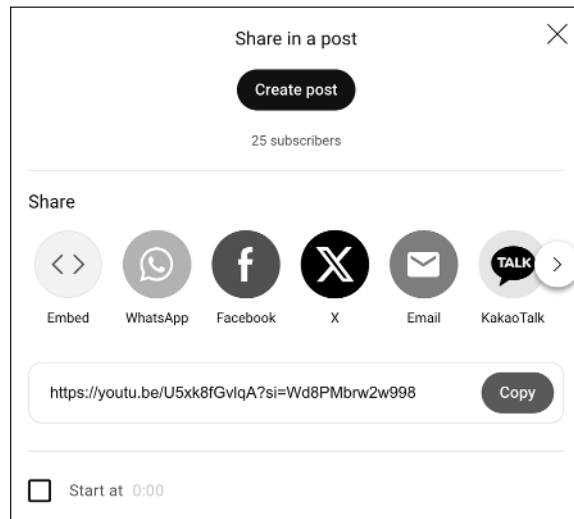 Share in a post
Create post
25 subscribers
Share
TALK
Embed WhatsApp Facebook X Email KakaoTalk
https://youtu.be/U5xk8fGvlqA?si=Wd8PMbrw2w998 Copy
Start at 0:00